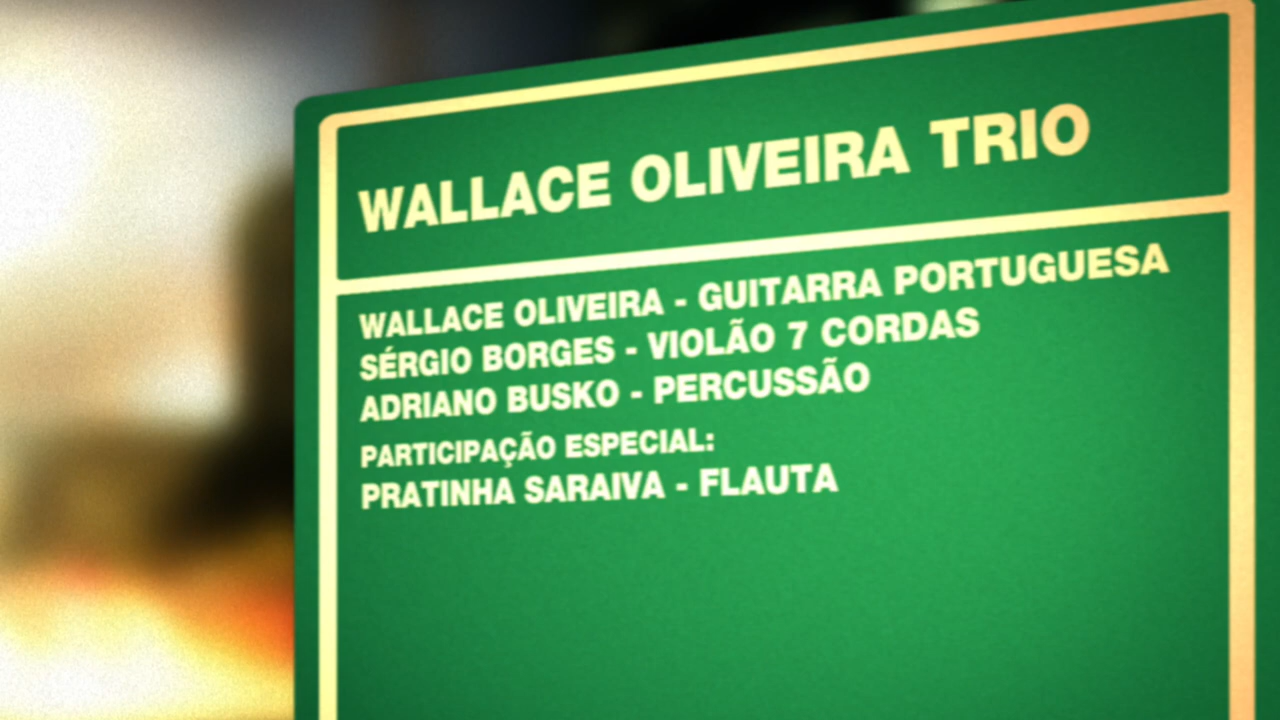 WALLACE OLIVEIRA TRIO
WALLACE OLIVEIRA - GUITARRA PORTUGUESA
SÉRGIO BORGES - VIOLÃO 7 CORDAS
ADRIANO BUSKO - PERCUSSÃO
PARTICIPAÇÃO ESPECIAL:
PRATINHA SARAIVA - FLAUTA